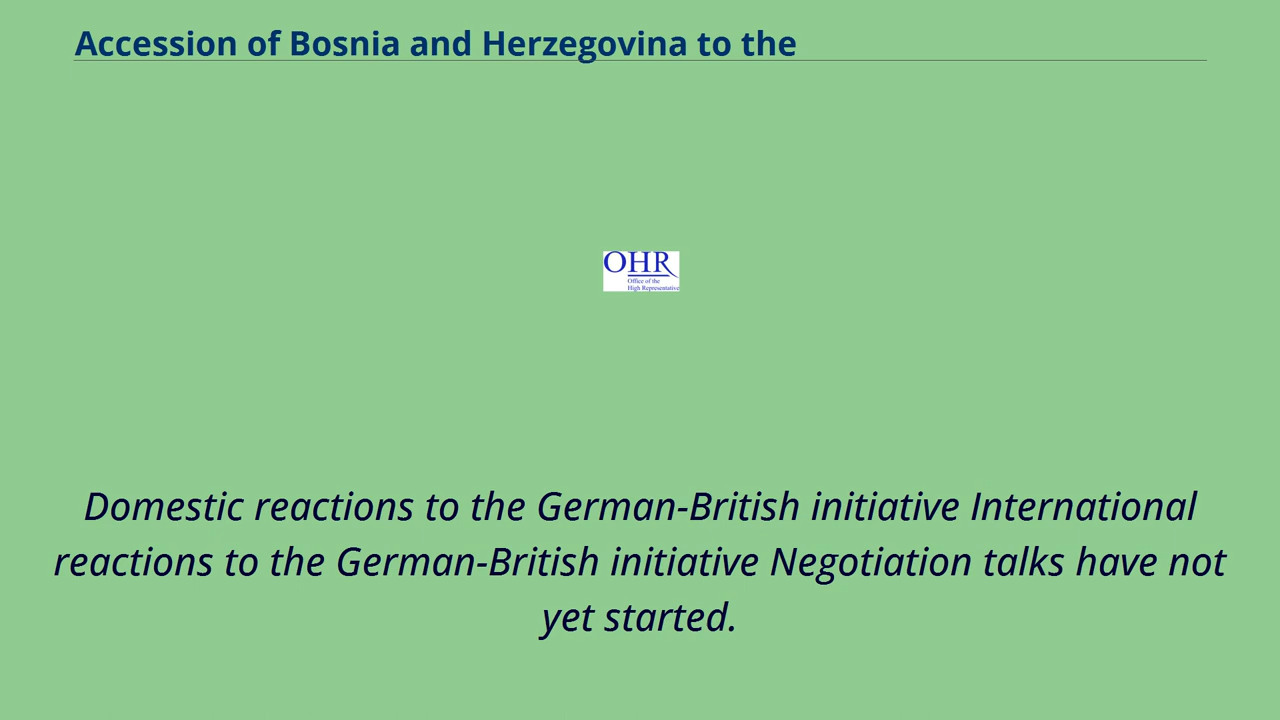 Accession of Bosnia and Herzegovina to the
OHR
Office of the
High Representative
Domestic reactions to the German-British initiative International
reactions to the German-British initiative Negotiation talks have not
yet started.